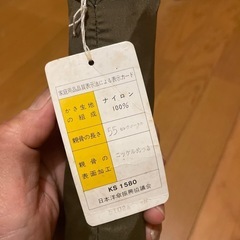 家庭用品品質表示法による表示カード
かさ生地の組成
ナイロン
100%
親骨の長さ
55
親骨の表面加工
KS 1580
日本洋傘振興協議会